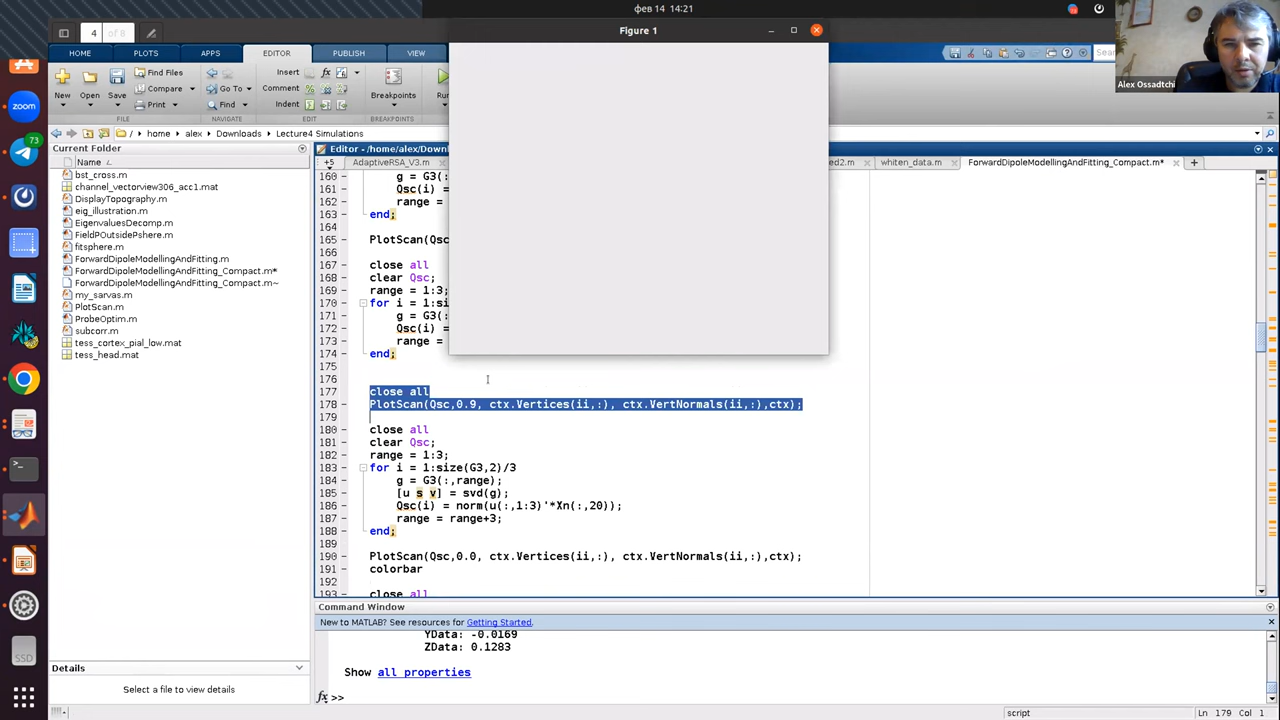 фев 14 14:21
4 of 8
Figure 1
HOME PLOTS APPS EDITOR PUBLISH VIEW
Alex Ossadtchi
New Open Save Find Files Compare Print
Go To Find
Insert Comment Indent
Breakpoints
FILE NAVIGATE EDIT BREAKPOINTS
/ home alex Downloads Lecture4 Simulations
Current Folder
Name
bst_cross.m
channel_vectorview306_acc1.mat
DisplayTopography.m
eig_illustration.m
EigenvaluesDecomp.m
FieldPOutsidePshere.m
fitsphere.m
ForwardDipoleModellingAndFitting.m
ForwardDipoleModellingAndFitting_Compact.m*
ForwardDipoleModellingAndFitting_Compact.m~
my_sarvas.m
PlotScan.m
ProbeOptim.m
subcorr.m
tess_cortex_pial_low.mat
tess_head.mat
Details
Select a file to view details
73
SSD
Editor - /home/alex/Down
+5 AdaptiveRSA_V3.m ed2.m whiten_data.m ForwardDipoleModellingAndFitting_Compact.m* +
160 g = G3(:
161 Qsc(i) =
162 range =
163 end;
164
165 PlotScan(Qsc
166
167 close all
168 clear Qsc;
169 range = 1:3;
170 for i = 1:si
171 g = G3(:
172 Qsc(i) =
173 range =
174 end;
175
176
177 close all
178 PlotScan(Qsc,0.9, ctx.Vertices(ii,:), ctx.VertNormals(ii,:),ctx);
179
180 close all
181 clear Qsc;
182 range = 1:3;
183 for i = 1:size(G3,2)/3
184 g = G3(:,range);
185 [u s v] = svd(g);
186 Qsc(i) = norm(u(:,1:3)'*Xn(:,20));
187 range = range+3;
188 end;
189
190 PlotScan(Qsc,0.0, ctx.Vertices(ii,:), ctx.VertNormals(ii,:),ctx);
191 colorbar
192
193 close all
Command Window
New to MATLAB? See resources for Getting Started.
YData: -0.0169
ZData: 0.1283
Show all properties
fx >>
script Ln 179 Col 1